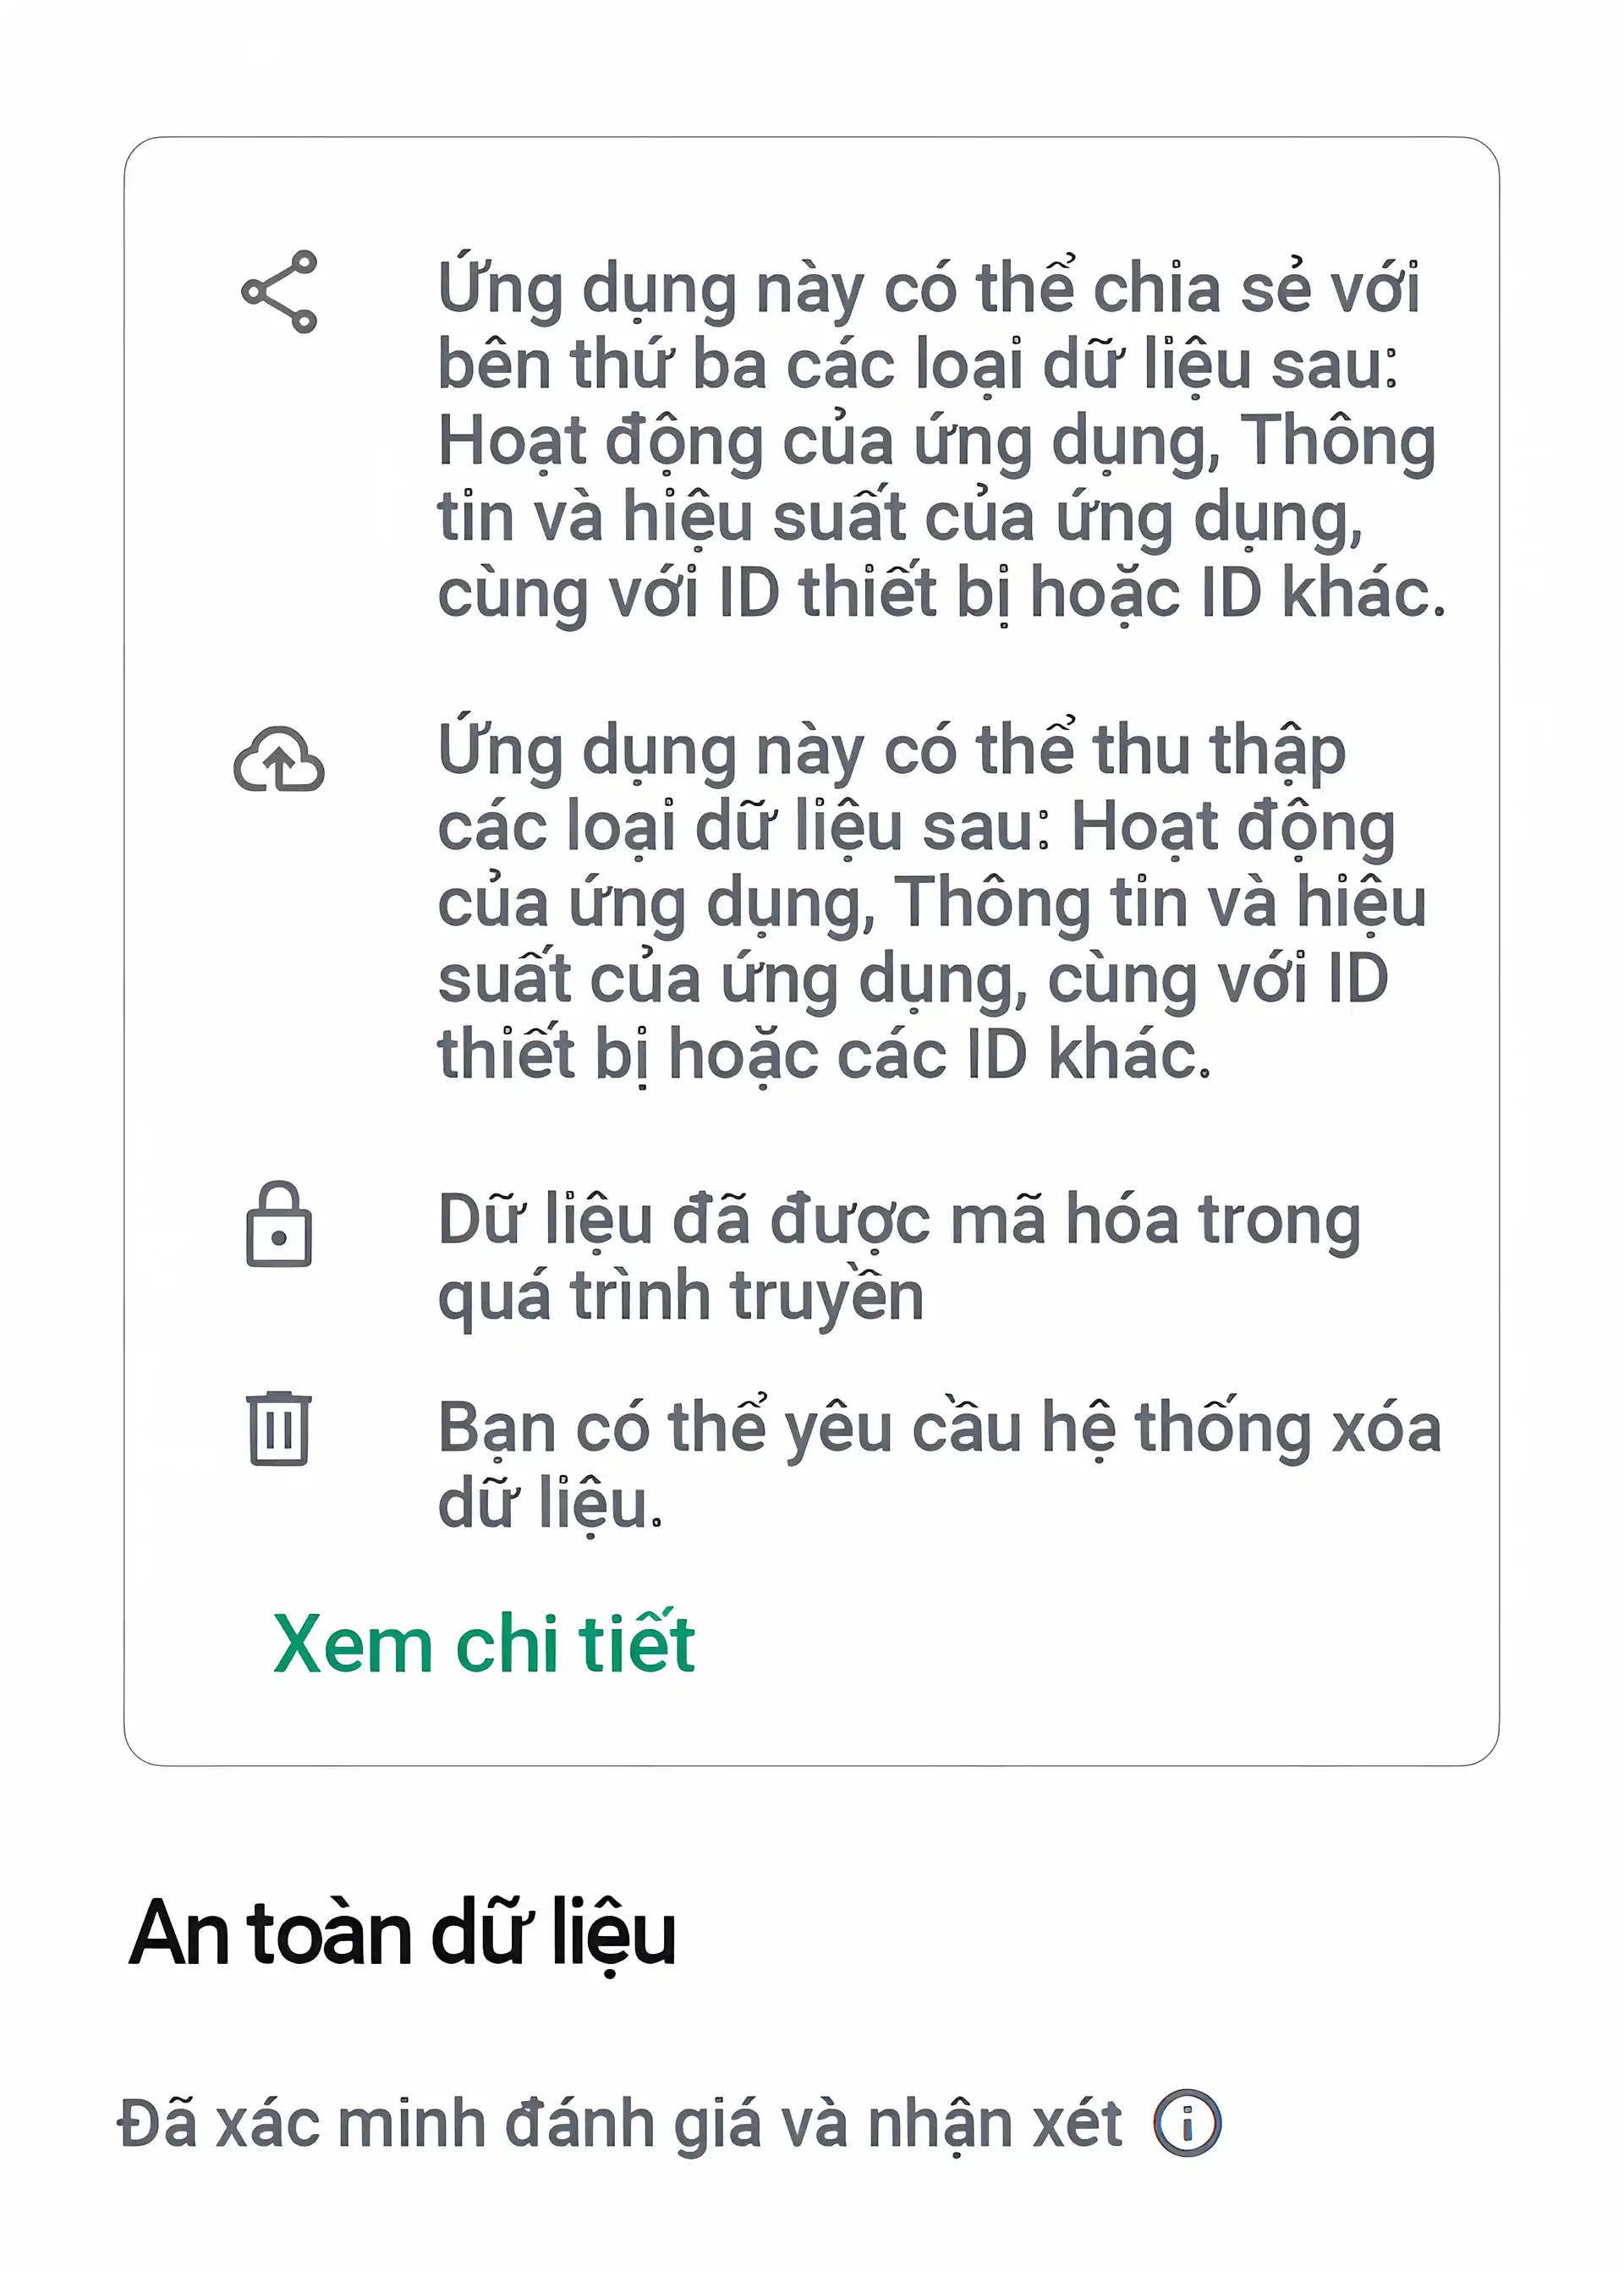 Ứng dụng này có thể chia sẻ với
bên thứ ba các loại dữ liệu sau:
Hoạt động của ứng dụng, Thông
tin và hiệu suất của ứng dụng,
cùng với ID thiết bị hoặc ID khác.
Ứng dụng này có thể thu thập
các loại dữ liệu sau: Hoạt động
của ứng dụng, Thông tin và hiệu
suất của ứng dụng, cùng với ID
thiết bị hoặc các ID khác.
Dữ liệu đã được mã hóa trong
quá trình truyền
Bạn có thể yêu cầu hệ thống xóa
dữ liệu.
Xem chi tiết
An toàn dữ liệu
Đã xác minh đánh giá và nhận xét